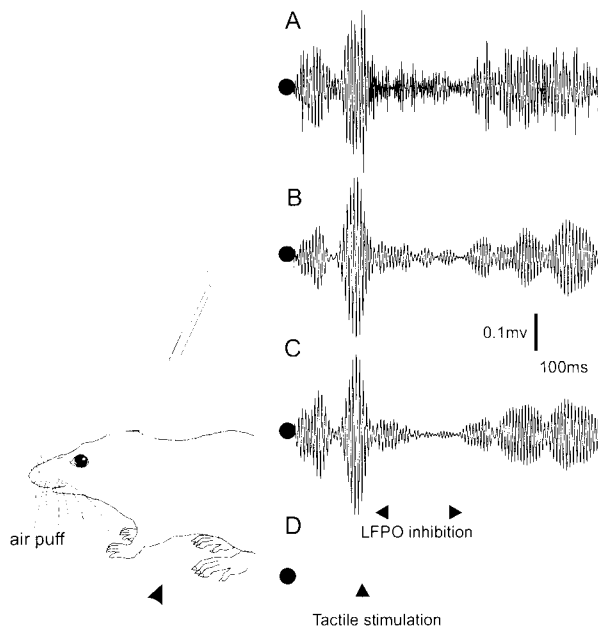 A
B
0.1mv
100ms
C
air puff
LFPO inhibition
D
Tactile stimulation